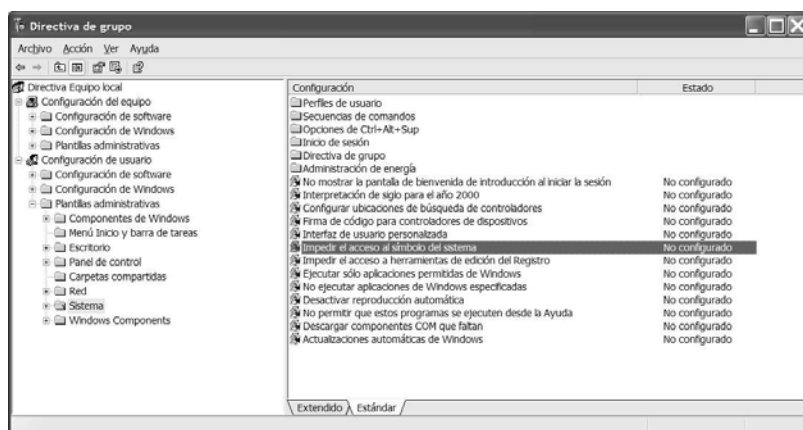 Directiva de grupo
Archivo Acción Ver Ayuda
Directiva Equipo local
Configuración del equipo
Configuración de software
Configuración de Windows
Plantillas administrativas
Configuración de usuario
Configuración de software
Configuración de Windows
Plantillas administrativas
Componentes de Windows
Menú Inicio y barra de tareas
Escritorio
Panel de control
Carpetas compartidas
Red
Sistema
Windows Components
Configuración Estado
Perfiles de usuario
Secuencias de comandos
Opciones de Ctrl+Alt+Sup
Inicio de sesión
Directiva de grupo
Administración de energía
No mostrar la pantalla de bienvenida de introducción al iniciar la sesión No configurado
Interpretación de siglo para el año 2000 No configurado
Configurar ubicaciones de búsqueda de controladores No configurado
Firma de código para controladores de dispositivos No configurado
Interfaz de usuario personalizada No configurado
Impedir el acceso al símbolo del sistema No configurado
Impedir el acceso a herramientas de edición del Registro No configurado
Ejecutar sólo aplicaciones permitidas de Windows No configurado
No ejecutar aplicaciones de Windows especificadas No configurado
Desactivar reproducción automática No configurado
No permitir que estos programas se ejecuten desde la Ayuda No configurado
Descargar componentes COM que faltan No configurado
Actualizaciones automáticas de Windows No configurado
Extendido Estándar